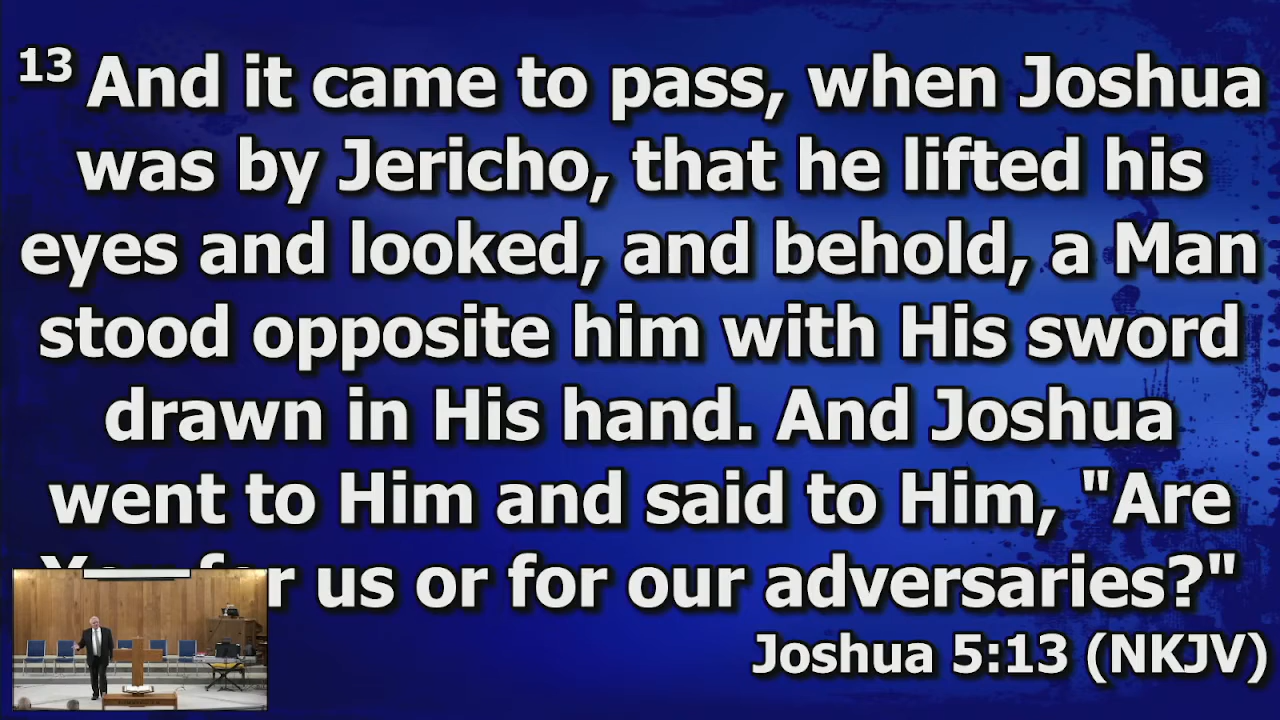 13 And it came to pass, when Joshua
was by Jericho, that he lifted his
eyes and looked, and behold, a Man
stood opposite him with His sword
drawn in His hand. And Joshua
went to Him and said to Him, "Are
You for us or for our adversaries?"
Joshua 5:13 (NKJV)